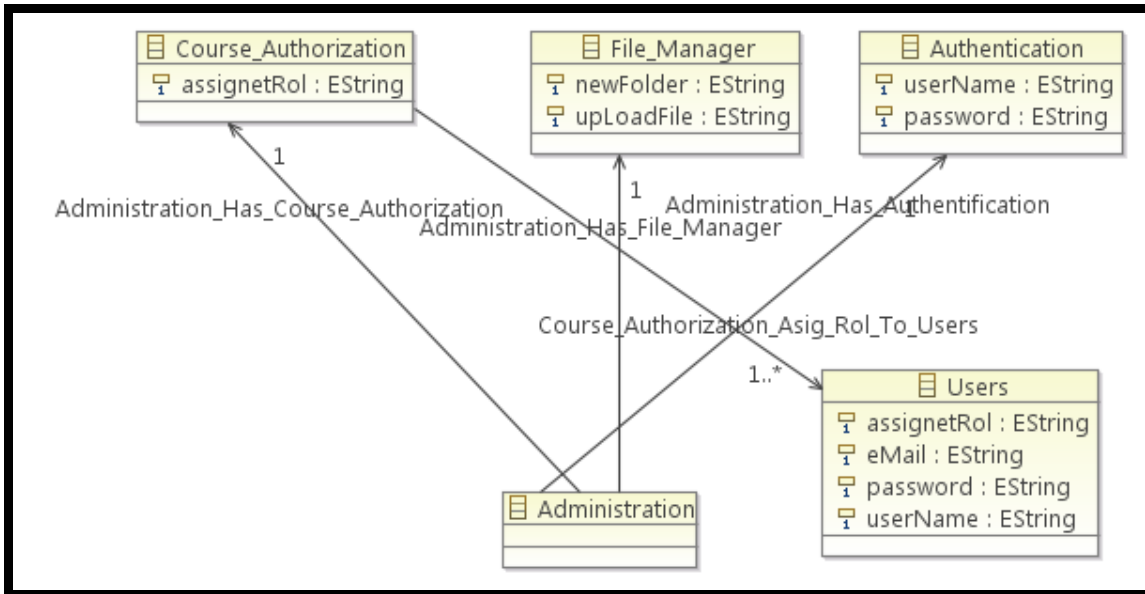 Course_Authorization
assignetRol : EString
File_Manager
newFolder : EString
upLoadFile : EString
Authentication
userName : EString
password : EString
1
1
1
Administration_Has_Course_Authorization
Administration_Has_File_Manager
Administration_Has_Authentification
Course_Authorization_Asig_Rol_To_Users
1..*
Users
assignetRol : EString
eMail : EString
password : EString
userName : EString
Administration